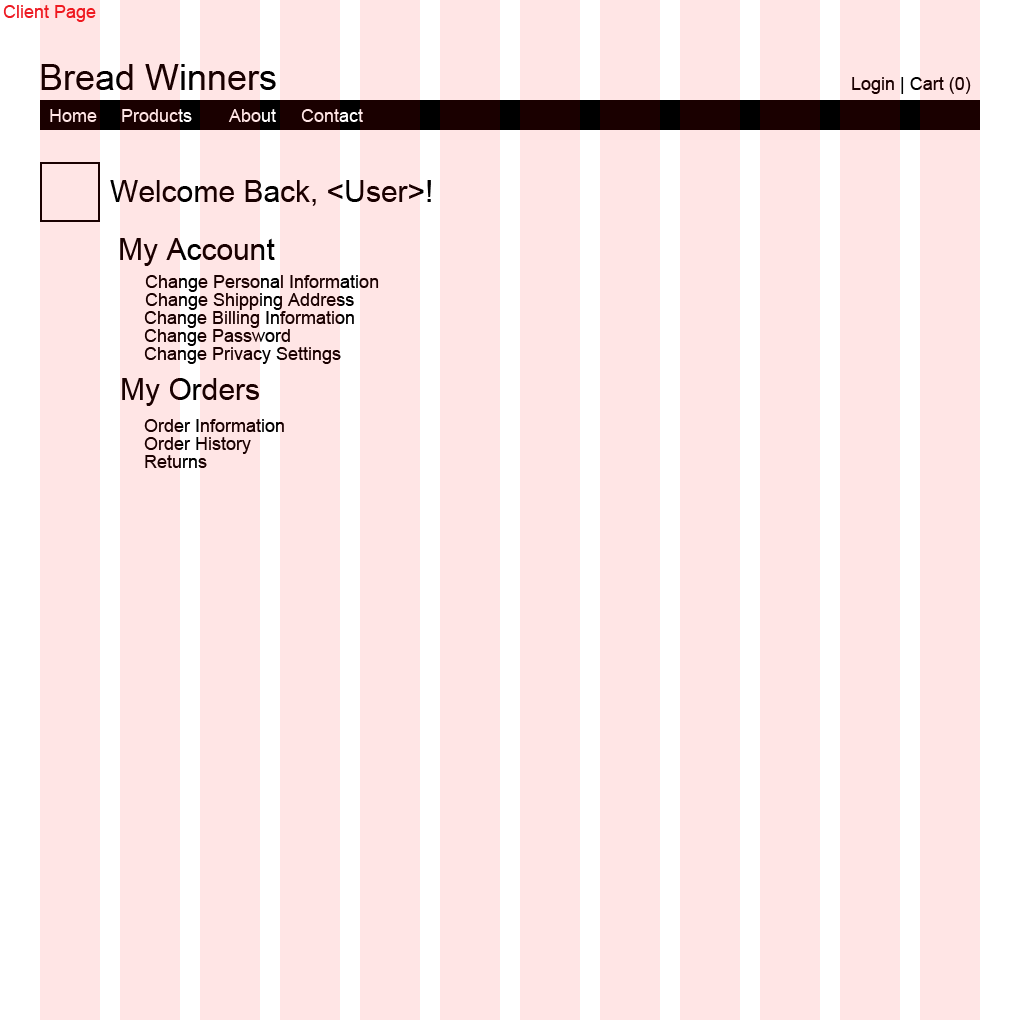 Client Page
Bread Winners
Login | Cart (0)
Home Products About Contact
Welcome Back, <User>!
My Account
Change Personal Information
Change Shipping Address
Change Billing Information
Change Password
Change Privacy Settings
My Orders
Order Information
Order History
Returns